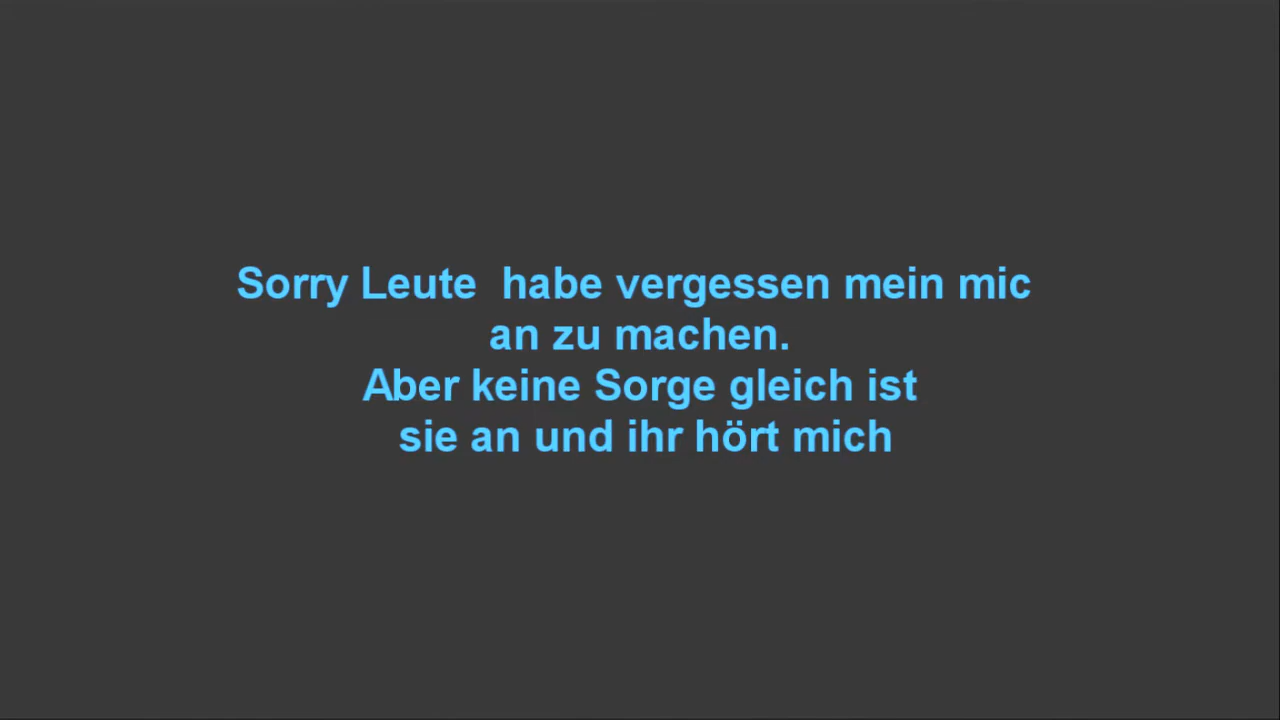 Sorry Leute  habe vergessen mein mic
an zu machen.
Aber keine Sorge gleich ist
sie an und ihr hört mich